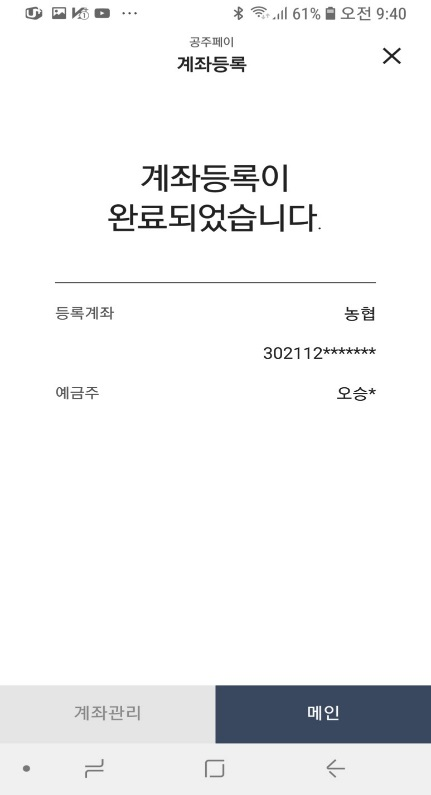 61% 오전 9:40
공주페이
계좌등록
계좌등록이
완료되었습니다.
등록계좌 농협
302112*******
예금주 오승*
계좌관리 메인